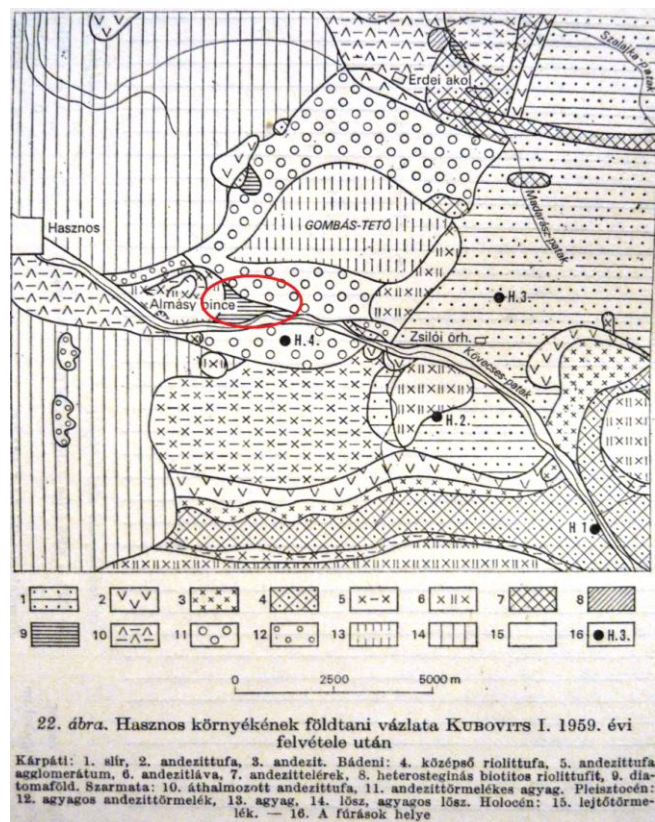 Szalajka patak
Erdei akol
Madarász-patak
Hasznos
GOMBÁS-TETŐ
Almásy pince
H.3.
H.4.
Zsilói őrh.
Kövecses-patak
H.2.
H 1
1 2 3 4 5 6 7 8
9 10 11 12 13 14 15 16 H.3.
0 2500 5000 m
22. ábra. Hasznos környékének földtani vázlata KUBOVITS I. 1959. évi
felvétele után
Kárpáti: 1. slír, 2. andezittufa, 3. andezit. Bádeni: 4. középső riolittufa, 5. andezittufa
agglomerátum, 6. andezitláva, 7. andezittelérek, 8. heterosteginás biotitos riolittufit, 9. dia-
tomaföld. Szarmata: 10. áthalmozott andezittufa, 11. andezittörmelékes agyag. Pleisztocén:
12. agyagos andezittörmelék, 13. agyag, 14. lösz, agyagos lösz. Holocén: 15. lejtőtörme-
lék. — 16. A fúrások helye